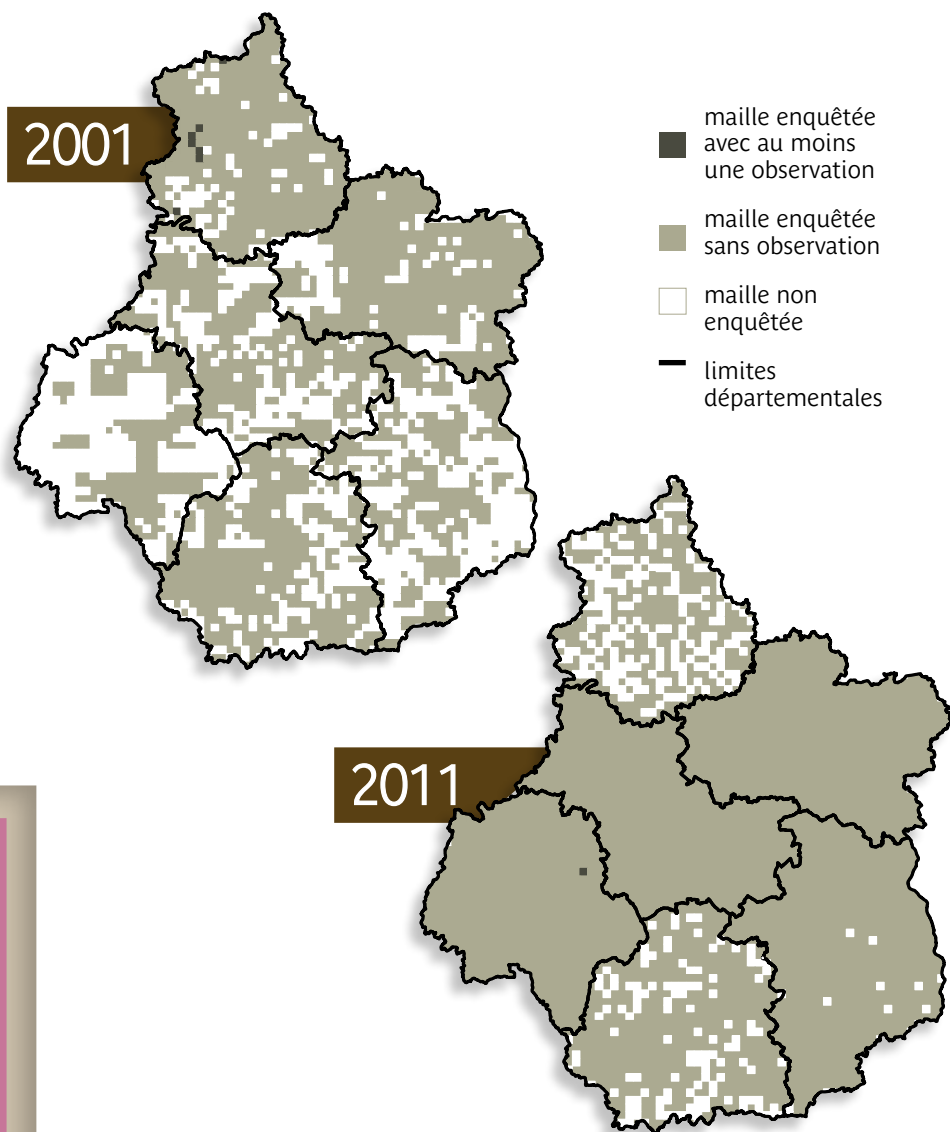 2001
maille enquêtée
avec au moins
une observation
maille enquêtée
sans observation
maille non
enquêtée
limites
départementales
2011